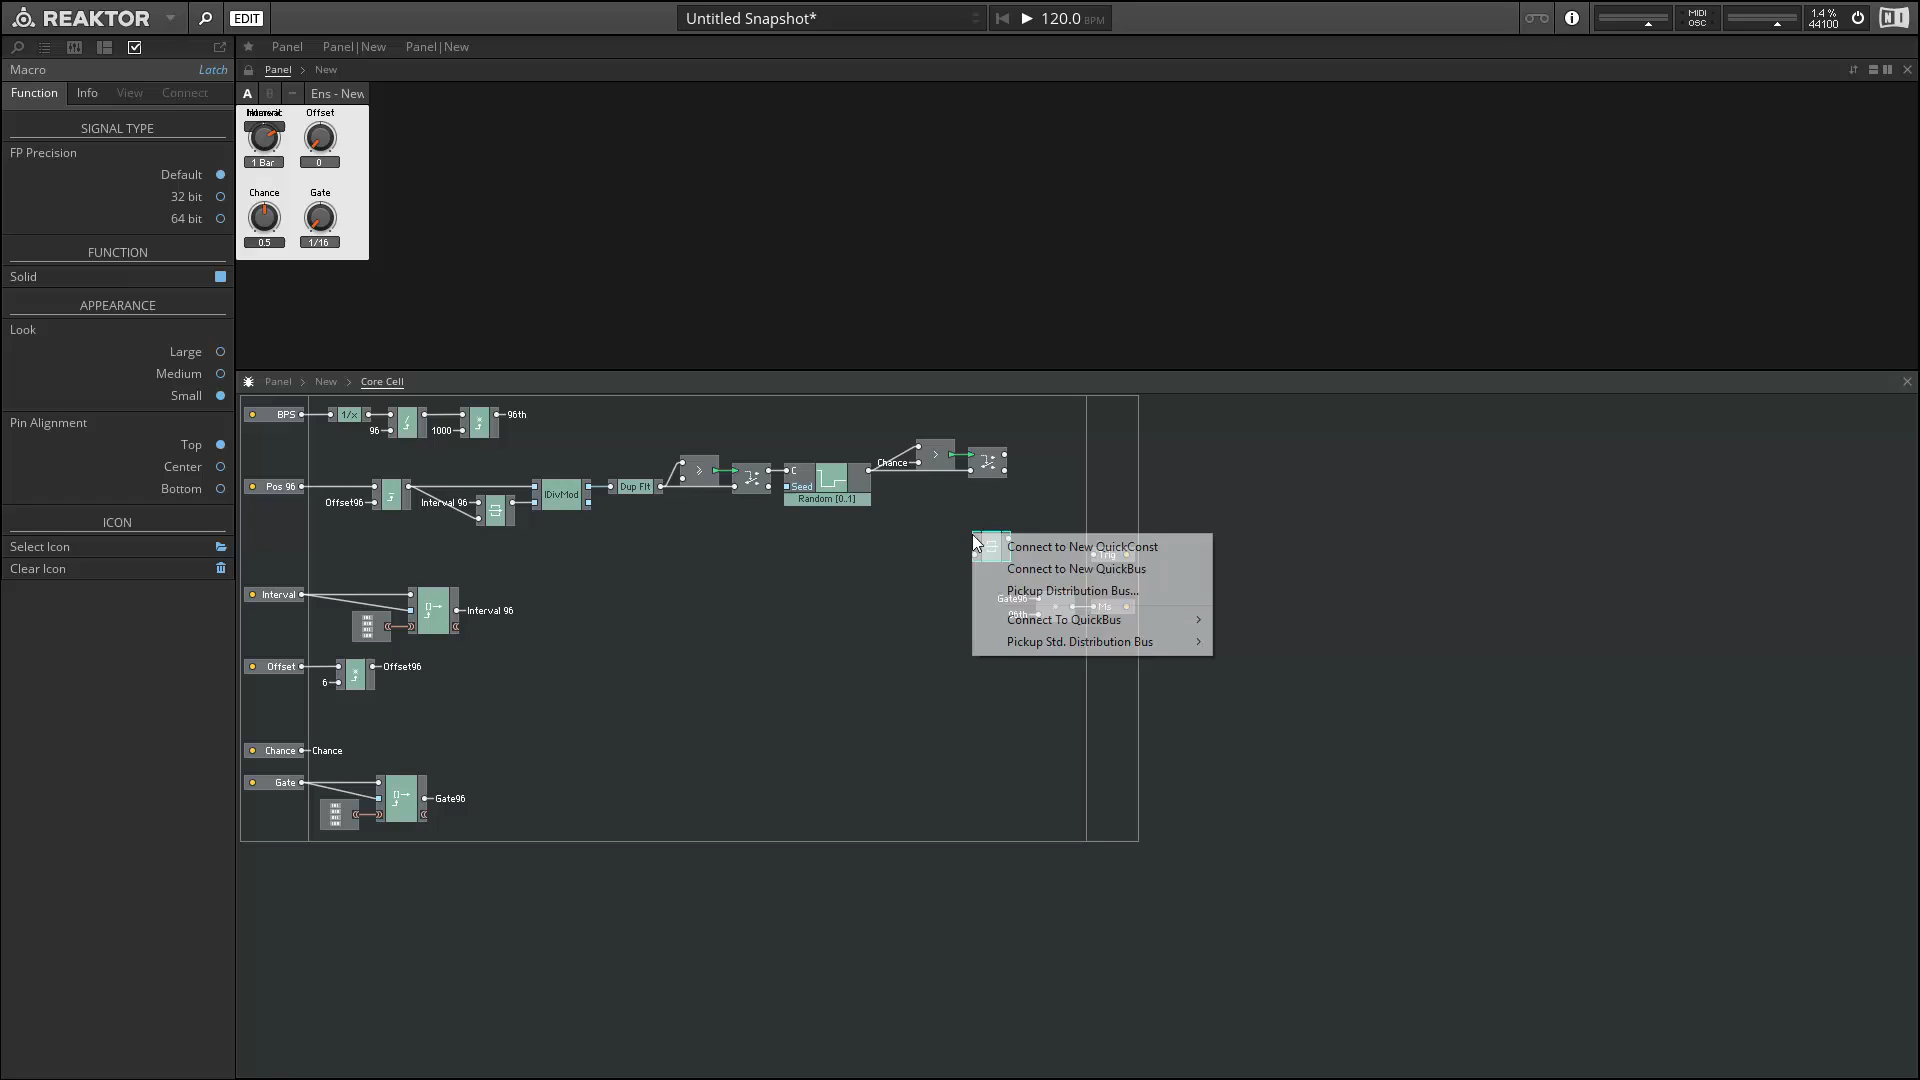 REAKTOR
EDIT
Untitled Snapshot*
120.0 BPM
MIDI
OSC
1.4 %
44100
Panel
Panel|New
Panel|New
Macro
Latch
Panel > New
Function
Info
View
Connect
A
B
Ens - New
Offset
1 Bar
0
Chance
Gate
0.5
1/16
SIGNAL TYPE
FP Precision
Default
32 bit
64 bit
FUNCTION
Solid
APPEARANCE
Look
Large
Medium
Small
Pin Alignment
Top
Center
Bottom
ICON
Select Icon
Clear Icon
Panel > New > Core Cell
BPS
1/x
/
96
*
1000
96th
Pos 96
-
Offset96
Interval 96
IDivMod
Dup Flt
>
C
Seed
Random [0..1]
Chance
>
Connect to New QuickConst
Connect to New QuickBus
Pickup Distribution Bus...
Connect To QuickBus >
Pickup Std. Distribution Bus >
Trig
Gate96
96th
Ms
Interval
Interval 96
Offset
6
Offset96
Chance
Chance
Gate
Gate96